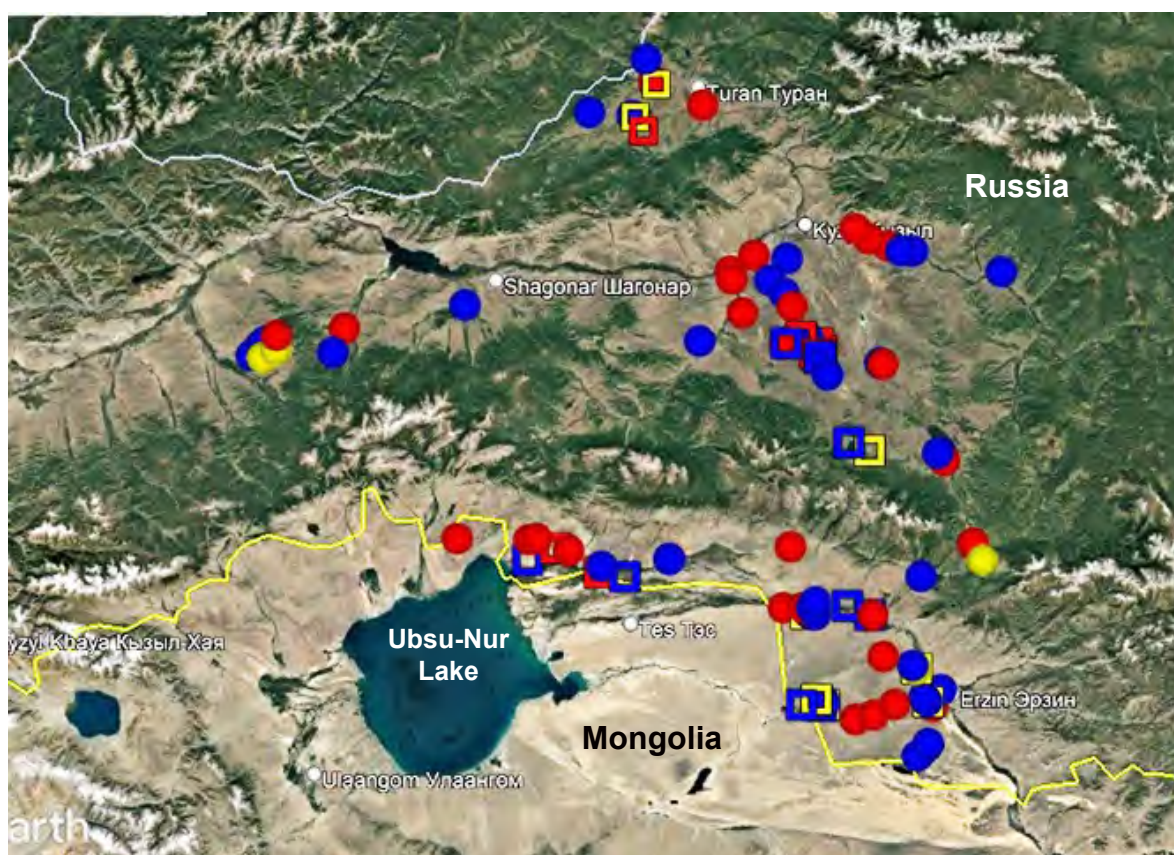 Turan Туран
Russia
Shagonar Шагонар
Ubsu-Nur
Lake
Tes Тэс
yzyl Khaya Кызыл Хая
Erzin Эрзин
Mongolia
Ulaangom Улаангом
arth